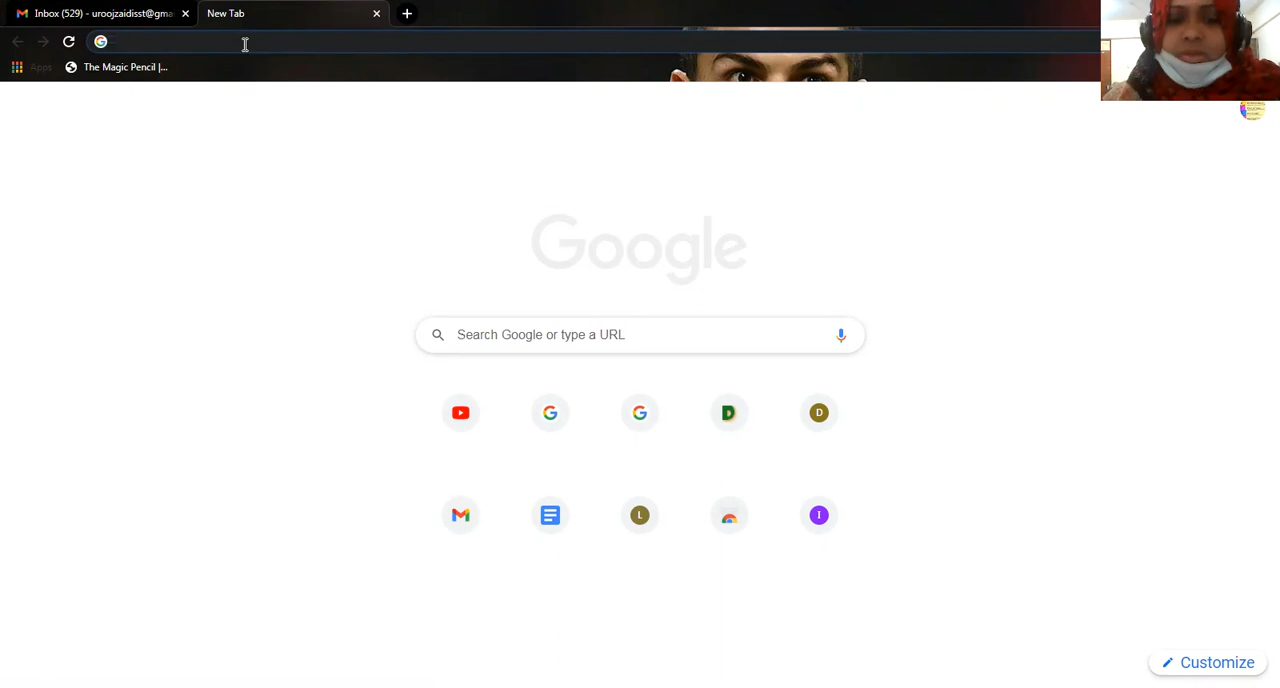 Inbox (529) - uroojzaidisst@gma
New Tab
Apps
The Magic Pencil |...
Google
Search Google or type a URL
D
D
L
I
Customize